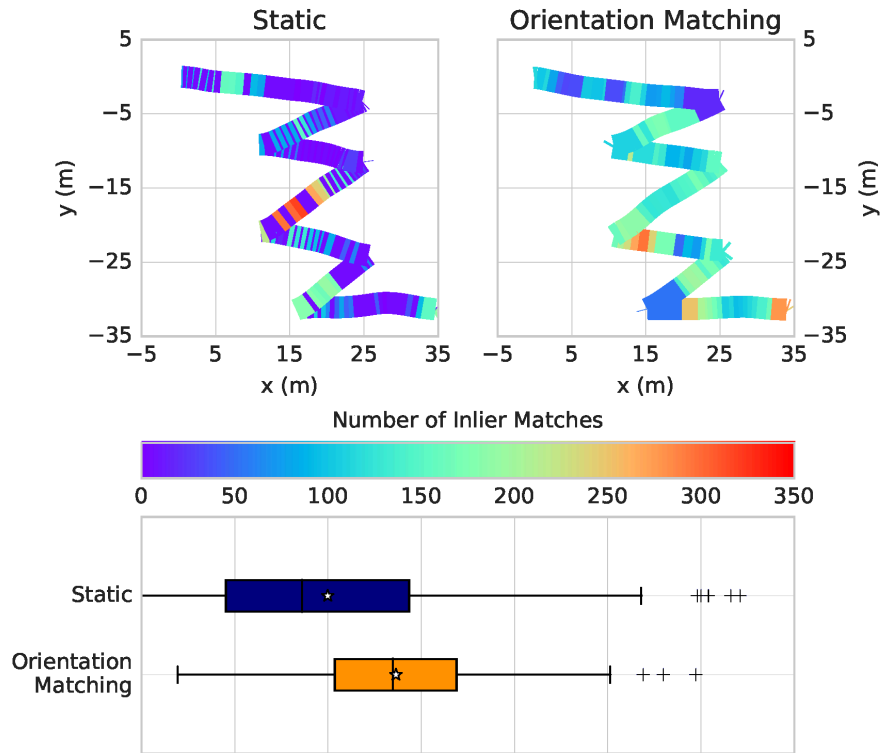 Static
Orientation Matching
5
−5
−15
−25
−35
y (m)
−5
5
15
25
35
x (m)
5
−5
−15
−25
−35
y (m)
−5
5
15
25
35
x (m)
Number of Inlier Matches
0 50 100 150 200 250 300 350
Static
Orientation
Matching